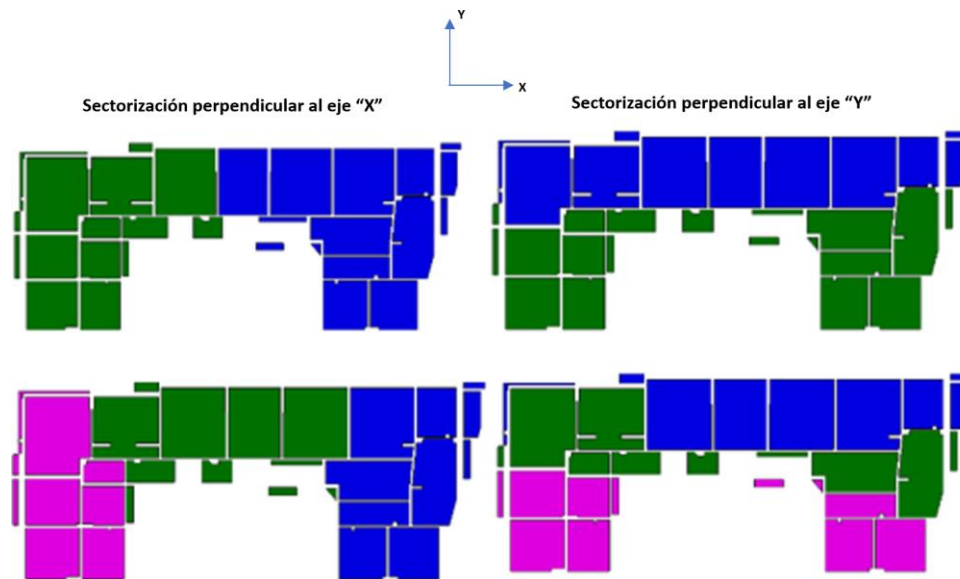 Y
X
Sectorización perpendicular al eje “X”
Sectorización perpendicular al eje “Y”